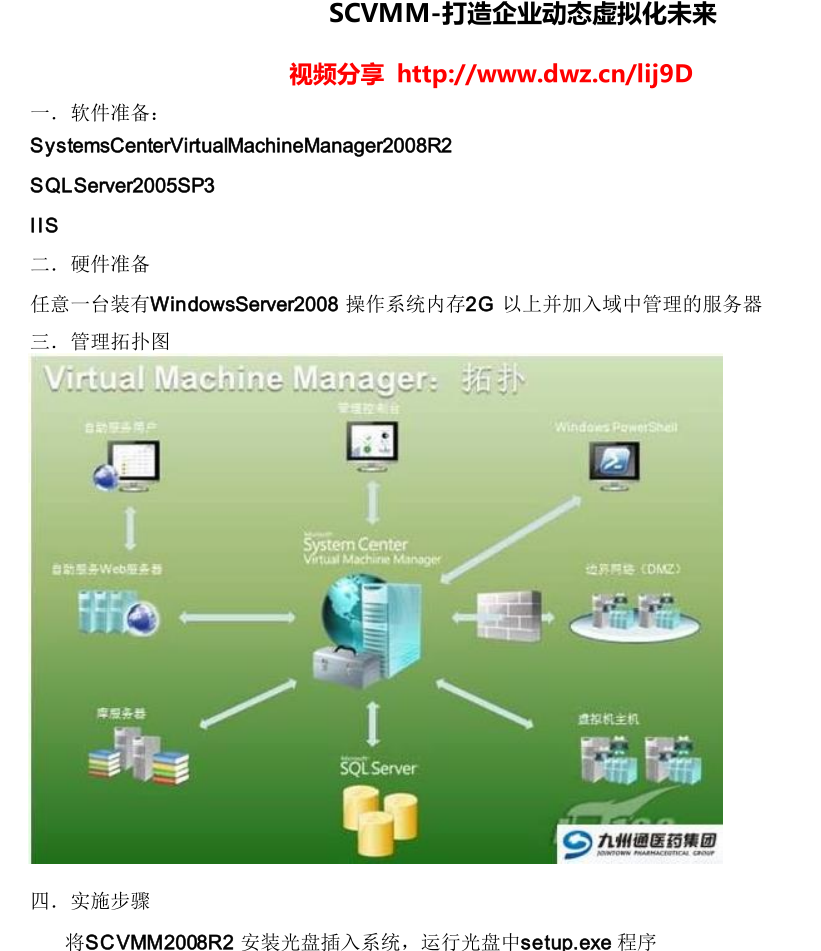 SCVMM-打造企业动态虚拟化未来
视频分享 http://www.dwz.cn/lij9D
一．软件准备：
SystemsCenterVirtualMachineManager2008R2
SQLServer2005SP3
IIS
二．硬件准备
任意一台装有WindowsServer2008 操作系统内存2G 以上并加入域中管理的服务器
三．管理拓扑图
Virtual Machine Manager：拓扑
管理控制台
自助服务用户
Windows PowerShell
Microsoft
System Center
Virtual Machine Manager
自助服务Web服务器
边界网络（DMZ）
库服务器
虚拟机主机
Microsoft
SQL Server
九州通医药集团
JOINTOWN PHARMACEUTICAL GROUP
四．实施步骤
将SCVMM2008R2 安装光盘插入系统，运行光盘中setup.exe 程序